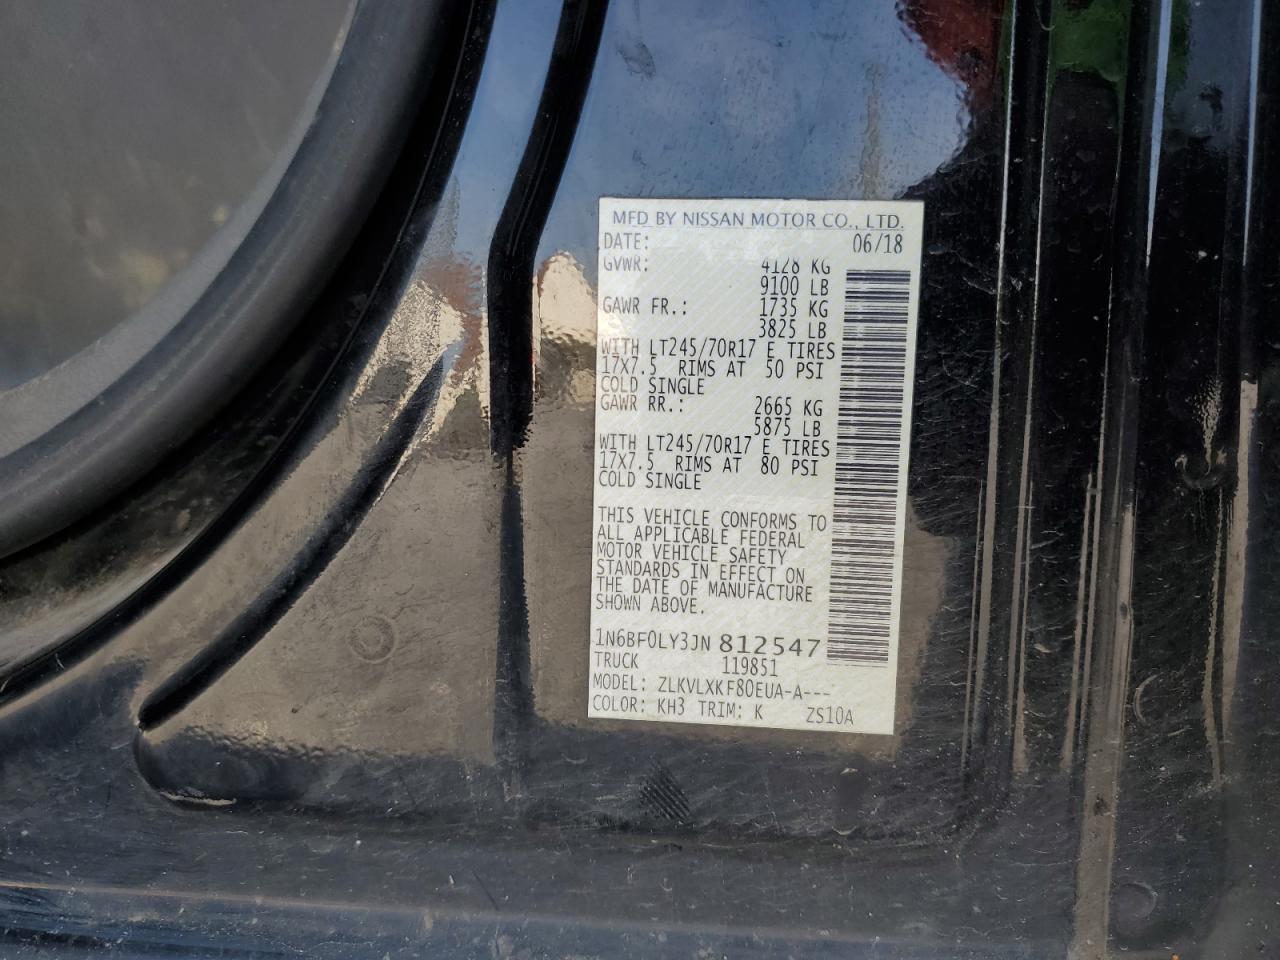 MFD BY NISSAN MOTOR CO., LTD.
DATE: 06/18
GVWR: 4128 KG
9100 LB
GAWR FR.: 1735 KG
3825 LB
WITH LT245/70R17 E TIRES
17X7.5 RIMS AT 50 PSI
COLD SINGLE
GAWR RR.: 2665 KG
5875 LB
WITH LT245/70R17 E TIRES
17X7.5 RIMS AT 80 PSI
COLD SINGLE
THIS VEHICLE CONFORMS TO
ALL APPLICABLE FEDERAL
MOTOR VEHICLE SAFETY
STANDARDS IN EFFECT ON
THE DATE OF MANUFACTURE
SHOWN ABOVE.
1N6BF0LY3JN 812547
TRUCK 119851
MODEL: ZLKVLXKF80EUA-A---
COLOR: KH3 TRIM: K ZS10A